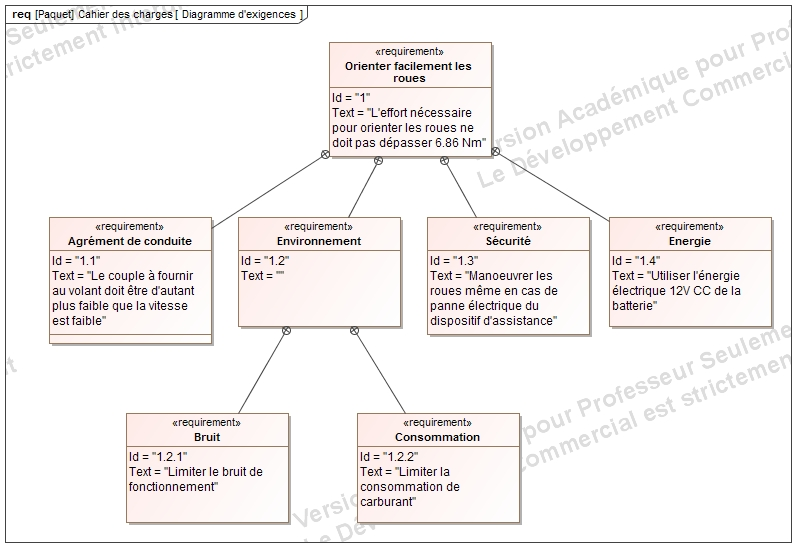 req [Paquet] Cahier des charges [ Diagramme d'exigences ]
«requirement»
Orienter facilement les
roues
Id = "1"
Text = "L'effort nécessaire
pour orienter les roues ne
doit pas dépasser 6.86 Nm"
«requirement»
Agrément de conduite
Id = "1.1"
Text = "Le couple à fournir
au volant doit être d'autant
plus faible que la vitesse
est faible"
«requirement»
Environnement
Id = "1.2"
Text = ""
«requirement»
Sécurité
Id = "1.3"
Text = "Manoeuvrer les
roues même en cas de
panne électrique du
dispositif d'assistance"
«requirement»
Energie
Id = "1.4"
Text = "Utiliser l'énergie
électrique 12V CC de la
batterie"
«requirement»
Bruit
Id = "1.2.1"
Text = "Limiter le bruit de
fonctionnement"
«requirement»
Consommation
Id = "1.2.2"
Text = "Limiter la
consommation de
carburant"
Version Académique pour
Le Développement
pour Professeur
est strictement